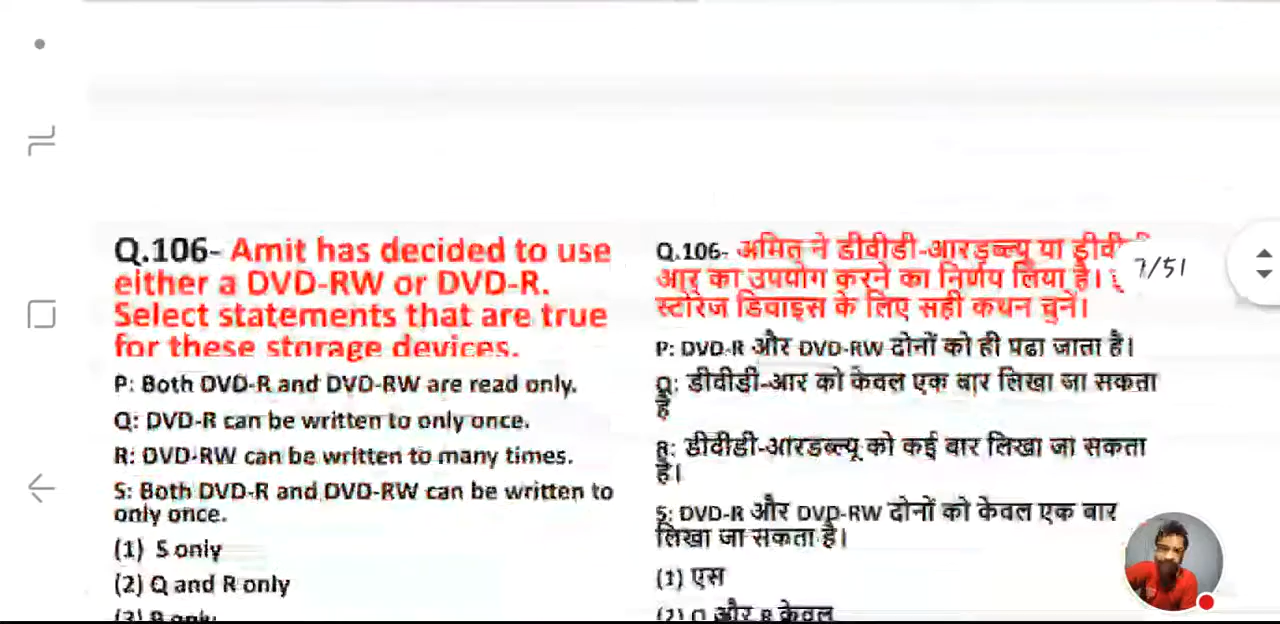 Q.106- Amit has decided to use
either a DVD-RW or DVD-R.
Select statements that are true
for these storage devices.
P: Both DVD-R and DVD-RW are read only.
Q: DVD-R can be written to only once.
R: DVD-RW can be written to many times.
S: Both DVD-R and DVD-RW can be written to
only once.
(1) S only
(2) Q and R only
Q.106- अमित ने डीवीडी-आरडब्ल्यू या
आर का उपयोग करने का निर्णय लिया है।
स्टोरेज डिवाइस के लिए सही कथन चुनें।
P: DVD-R और DVD-RW दोनों को ही पढा जाता है।
Q: डीवीडी-आर को केवल एक बार लिखा जा सकता
है
R: डीवीडी-आरडब्ल्यू को कई बार लिखा जा सकता
है।
S: DVD-R और DVD-RW दोनों को केवल एक बार
लिखा जा सकता है।
(1) एस
(2) Q और R केवल
7/51